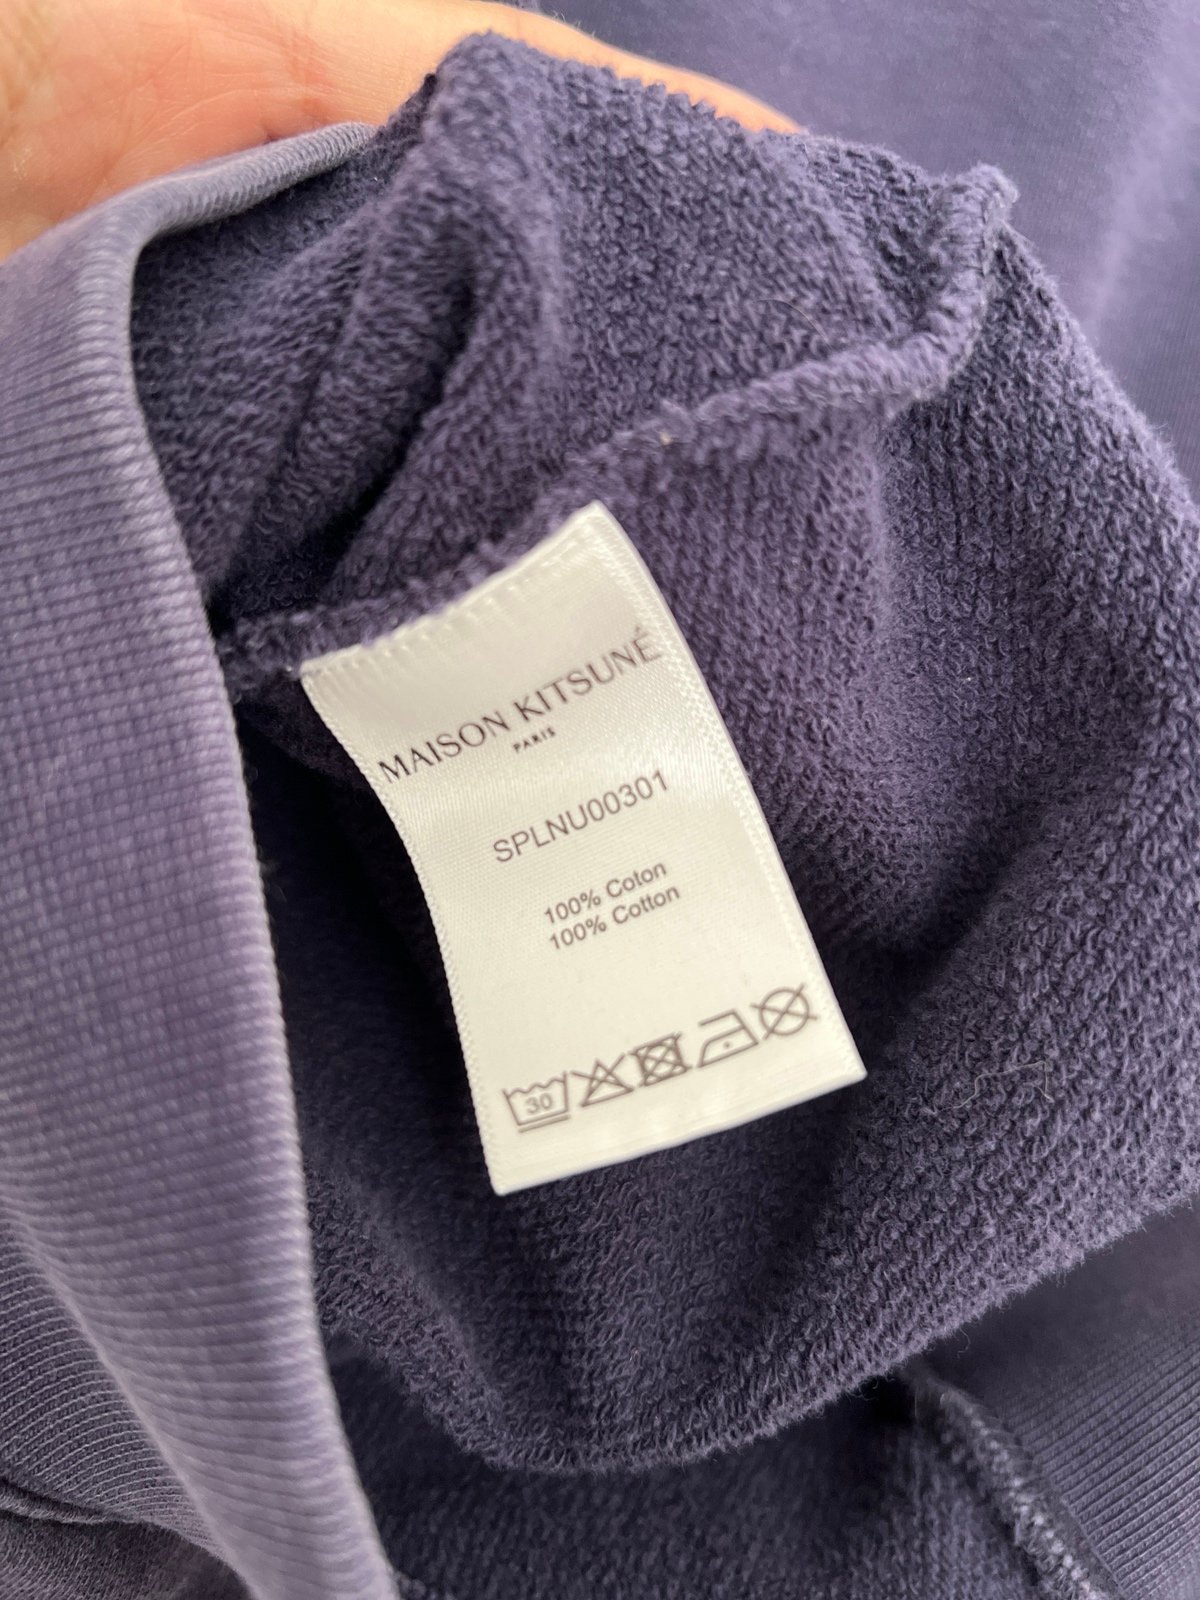 MAISON KITSUNÉ
PARIS
SPLNU00301
100% Coton
100% Cotton
30